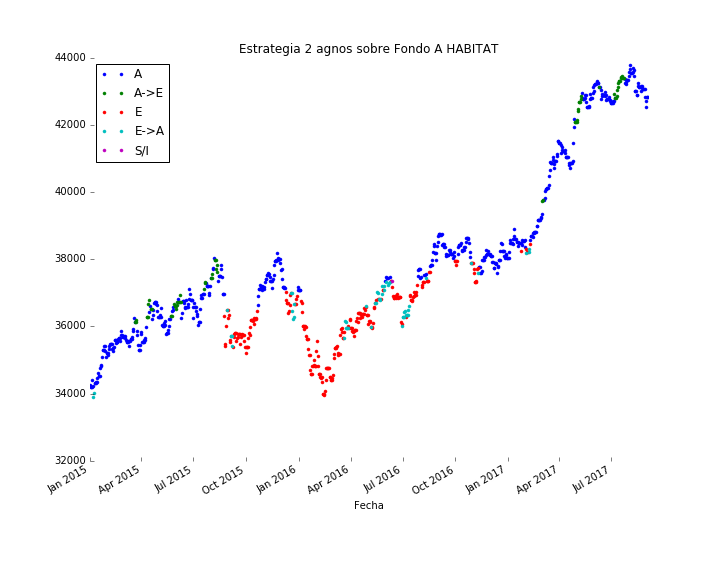 Estrategia 2 agnos sobre Fondo A HABITAT
44000
42000
40000
38000
36000
34000
32000
A
A->E
E
E->A
S/I
Jan 2015
Apr 2015
Jul 2015
Oct 2015
Jan 2016
Apr 2016
Jul 2016
Oct 2016
Jan 2017
Apr 2017
Jul 2017
Fecha